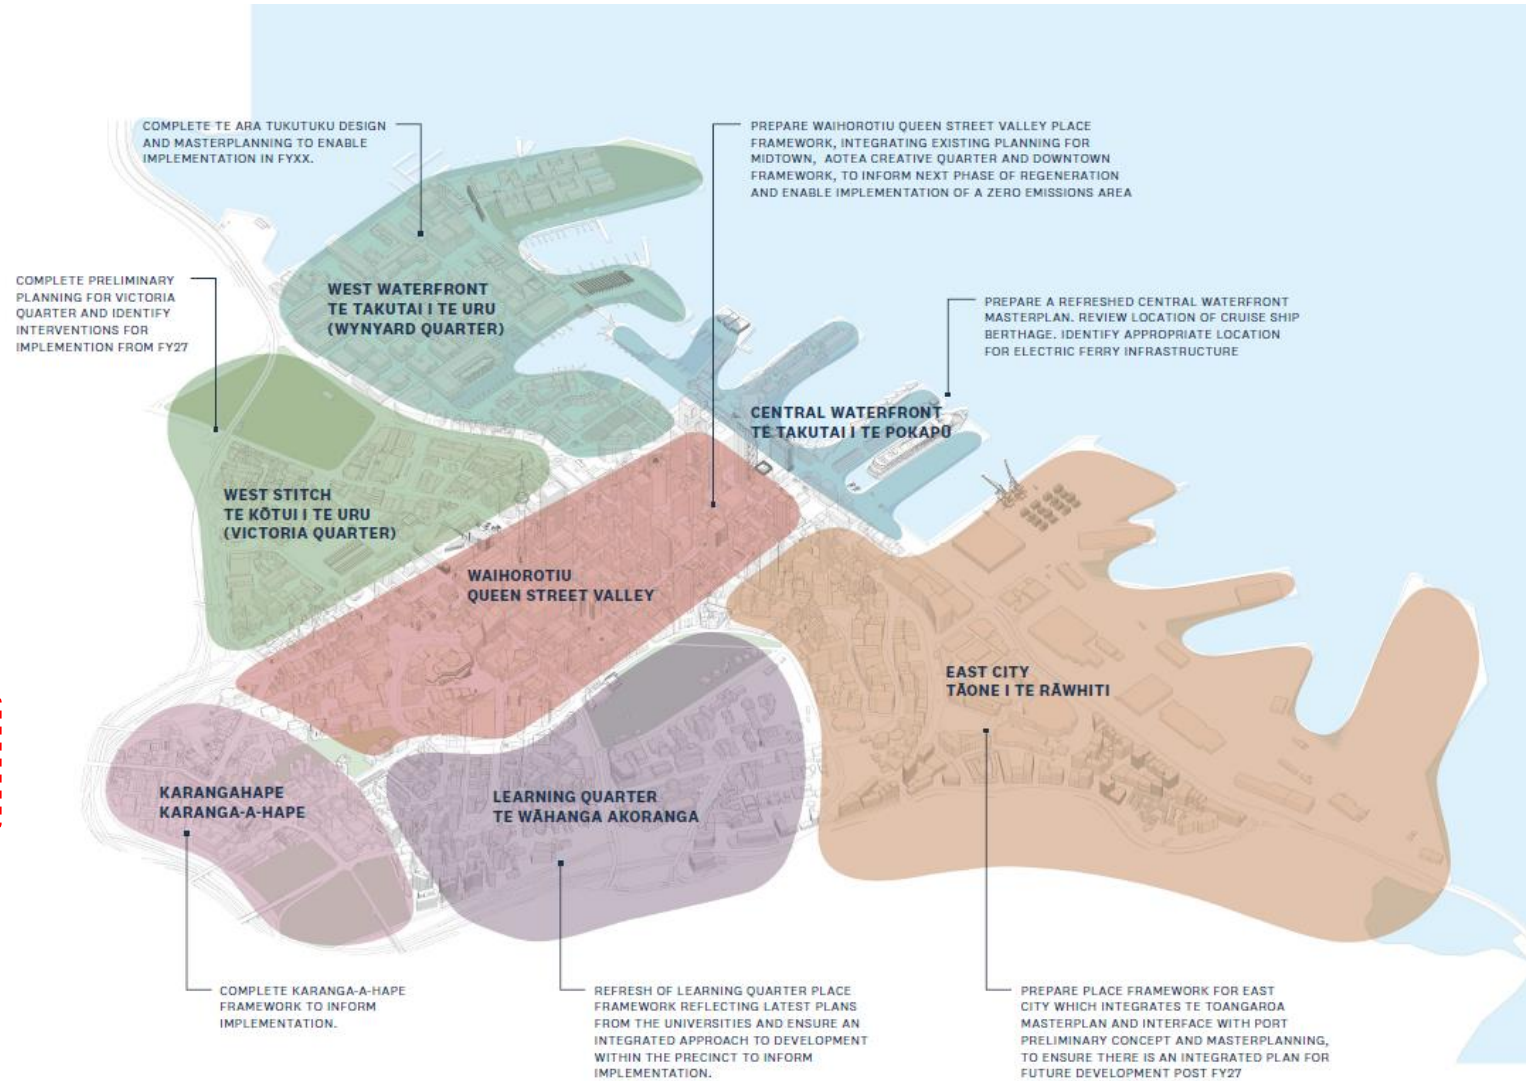 COMPLETE TE ARA TUKUTUKU DESIGN
AND MASTERPLANNING TO ENABLE
IMPLEMENTATION IN FYXX.
PREPARE WAIHOROTIU QUEEN STREET VALLEY PLACE
FRAMEWORK, INTEGRATING EXISTING PLANNING FOR
MIDTOWN, AOTEA CREATIVE QUARTER AND DOWNTOWN
FRAMEWORK, TO INFORM NEXT PHASE OF REGENERATION
AND ENABLE IMPLEMENTATION OF A ZERO EMISSIONS AREA
COMPLETE PRELIMINARY
PLANNING FOR VICTORIA
QUARTER AND IDENTIFY
INTERVENTIONS FOR
IMPLEMENTION FROM FY27
WEST WATERFRONT
TE TAKUTAI I TE URU
(WYNYARD QUARTER)
PREPARE A REFRESHED CENTRAL WATERFRONT
MASTERPLAN. REVIEW LOCATION OF CRUISE SHIP
BERTHAGE. IDENTIFY APPROPRIATE LOCATION
FOR ELECTRIC FERRY INFRASTRUCTURE
CENTRAL WATERFRONT
TE TAKUTAI I TE POKAPŪ
WEST STITCH
TE KŌTUI I TE URU
(VICTORIA QUARTER)
WAIHOROTIU
QUEEN STREET VALLEY
EAST CITY
TĀONE I TE RĀWHITI
KARANGAHAPE
KARANGA-A-HAPE
LEARNING QUARTER
TE WĀHANGA AKORANGA
COMPLETE KARANGA-A-HAPE
FRAMEWORK TO INFORM
IMPLEMENTATION.
REFRESH OF LEARNING QUARTER PLACE
FRAMEWORK REFLECTING LATEST PLANS
FROM THE UNIVERSITIES AND ENSURE AN
INTEGRATED APPROACH TO DEVELOPMENT
WITHIN THE PRECINCT TO INFORM
IMPLEMENTATION.
PREPARE PLACE FRAMEWORK FOR EAST
CITY WHICH INTEGRATES TE TOANGAROA
MASTERPLAN AND INTERFACE WITH PORT
PRELIMINARY CONCEPT AND MASTERPLANNING,
TO ENSURE THERE IS AN INTEGRATED PLAN FOR
FUTURE DEVELOPMENT POST FY27